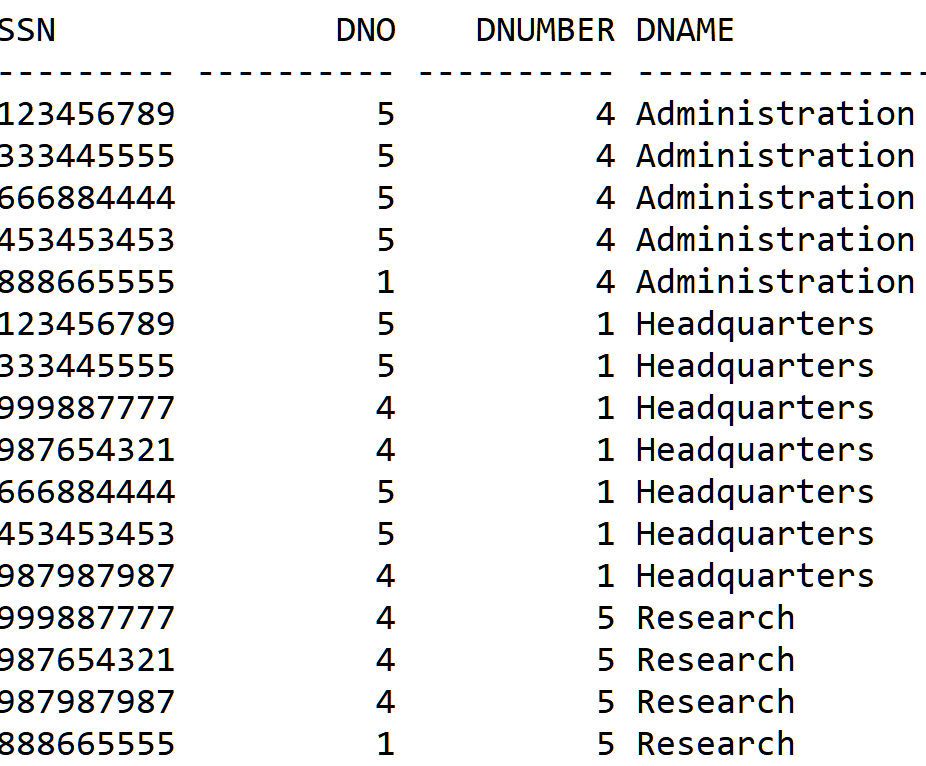 SSN DNO DNUMBER DNAME
--------- ---------- ---------- ---------------
123456789 5 4 Administration
333445555 5 4 Administration
666884444 5 4 Administration
453453453 5 4 Administration
888665555 1 4 Administration
123456789 5 1 Headquarters
333445555 5 1 Headquarters
999887777 4 1 Headquarters
987654321 4 1 Headquarters
666884444 5 1 Headquarters
453453453 5 1 Headquarters
987987987 4 1 Headquarters
999887777 4 5 Research
987654321 4 5 Research
987987987 4 5 Research
888665555 1 5 Research